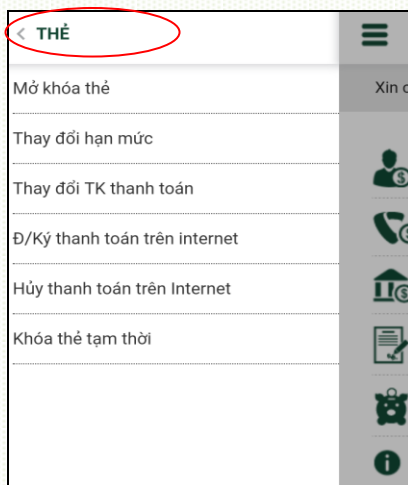 THẺ
Mở khóa thẻ
Xin
Thay đổi hạn mức
Thay đổi TK thanh toán
Đ/Ký thanh toán trên internet
Hủy thanh toán trên Internet
Khóa thẻ tạm thời